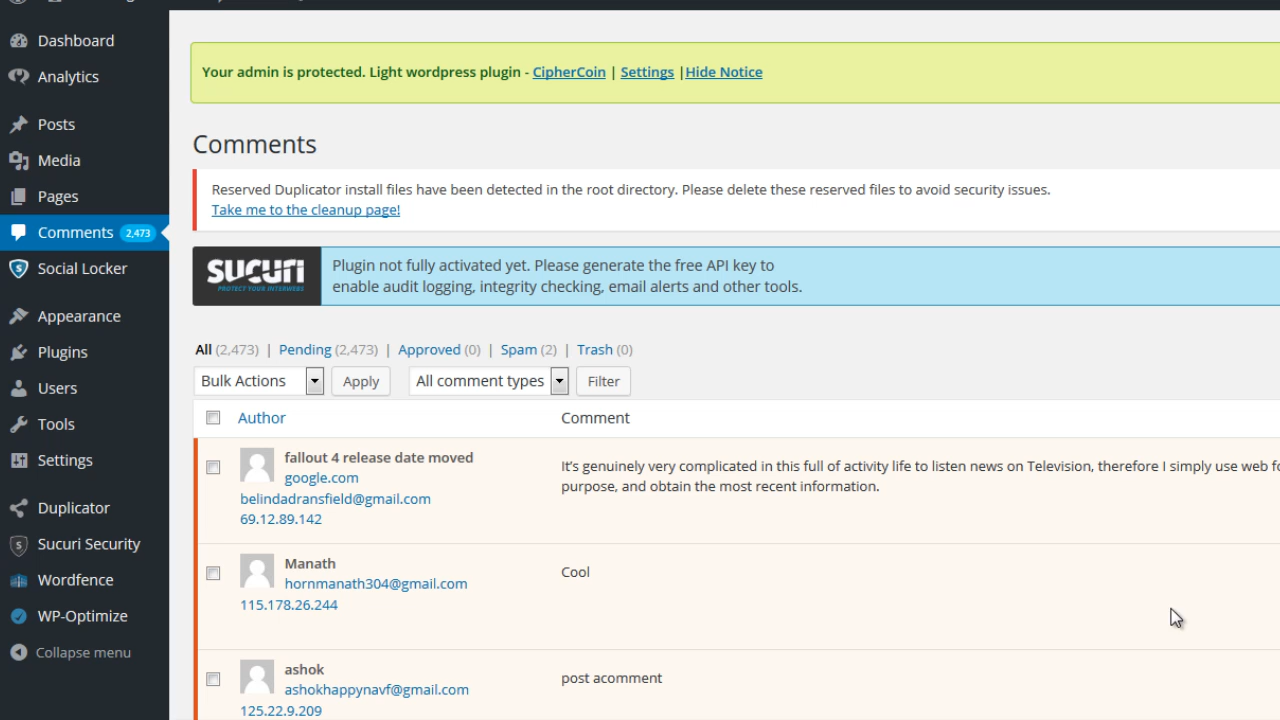 Dashboard
Analytics
Posts
Media
Pages
Comments 2,473
Social Locker
Appearance
Plugins
Users
Tools
Settings
Duplicator
Sucuri Security
Wordfence
WP-Optimize
Collapse menu
Your admin is protected. Light wordpress plugin - CipherCoin | Settings |Hide Notice
Comments
Reserved Duplicator install files have been detected in the root directory. Please delete these reserved files to avoid security issues.
Take me to the cleanup page!
SUCURI
PROTECT YOUR INTERWEBS
Plugin not fully activated yet. Please generate the free API key to
enable audit logging, integrity checking, email alerts and other tools.
All (2,473) | Pending (2,473) | Approved (0) | Spam (2) | Trash (0)
Bulk Actions Apply All comment types Filter
Author Comment
fallout 4 release date moved
google.com
belindadransfield@gmail.com
69.12.89.142
It's genuinely very complicated in this full of activity life to listen news on Television, therefore I simply use web
purpose, and obtain the most recent information.
Manath
hornmanath304@gmail.com
115.178.26.244
Cool
ashok
ashokhappynavf@gmail.com
125.22.9.209
post acomment